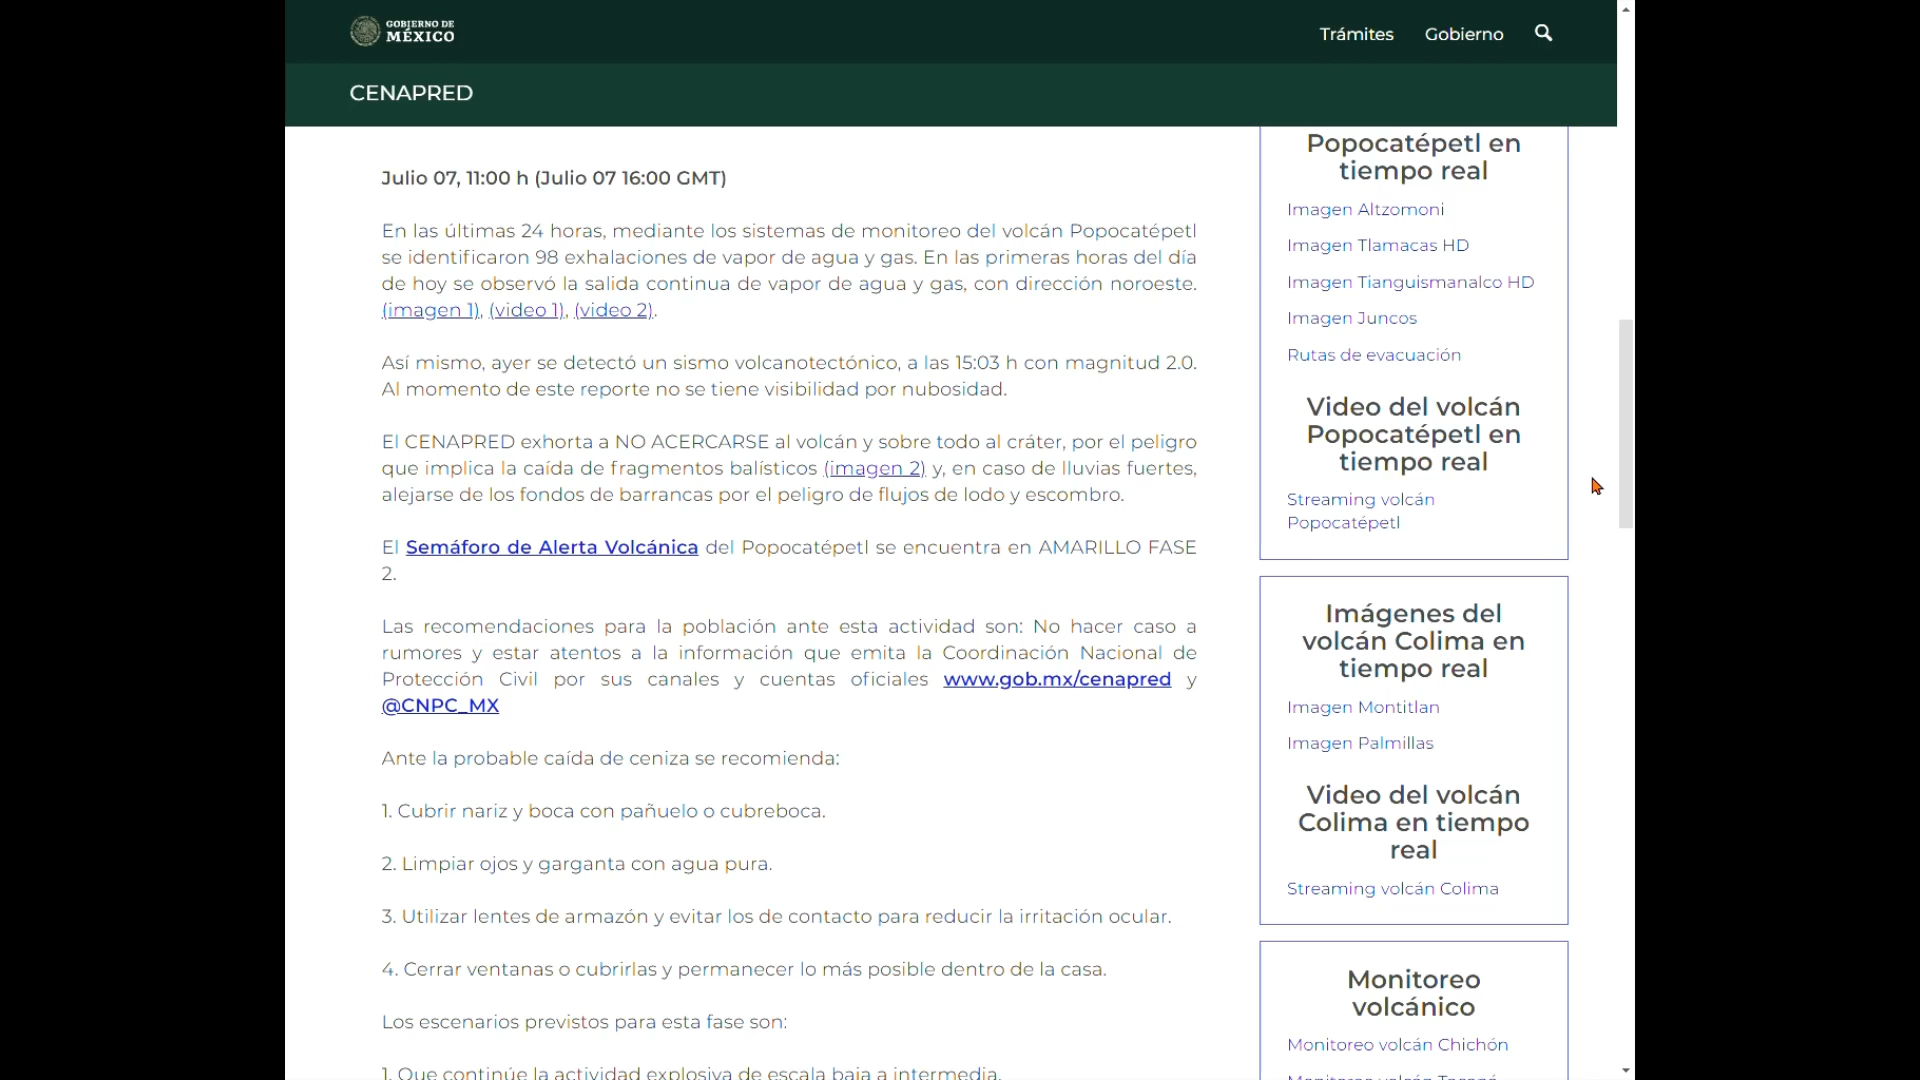 GOBIERNO DE
MÉXICO
Trámites
Gobierno
CENAPRED
Julio 07, 11:00 h (Julio 07 16:00 GMT)
En las últimas 24 horas, mediante los sistemas de monitoreo del volcán Popocatépetl
se identificaron 98 exhalaciones de vapor de agua y gas. En las primeras horas del día
de hoy se observó la salida continua de vapor de agua y gas, con dirección noroeste.
(imagen 1), (video 1), (video 2).
Así mismo, ayer se detectó un sismo volcanotectónico, a las 15:03 h con magnitud 2.0.
Al momento de este reporte no se tiene visibilidad por nubosidad.
El CENAPRED exhorta a NO ACERCARSE al volcán y sobre todo al cráter, por el peligro
que implica la caída de fragmentos balísticos (imagen 2) y, en caso de lluvias fuertes,
alejarse de los fondos de barrancas por el peligro de flujos de lodo y escombro.
El Semáforo de Alerta Volcánica del Popocatépetl se encuentra en AMARILLO FASE
2.
Las recomendaciones para la población ante esta actividad son: No hacer caso a
rumores y estar atentos a la información que emita la Coordinación Nacional de
Protección Civil por sus canales y cuentas oficiales www.gob.mx/cenapred y
@CNPC_MX
Ante la probable caída de ceniza se recomienda:
1. Cubrir nariz y boca con pañuelo o cubreboca.
2. Limpiar ojos y garganta con agua pura.
3. Utilizar lentes de armazón y evitar los de contacto para reducir la irritación ocular.
4. Cerrar ventanas o cubrirlas y permanecer lo más posible dentro de la casa.
Los escenarios previstos para esta fase son:
1. Que continúe la actividad explosiva de escala baja a intermedia.
Popocatépetl en
tiempo real
Imagen Altzomoni
Imagen Tlamacas HD
Imagen Tianguismanalco HD
Imagen Juncos
Rutas de evacuación
Video del volcán
Popocatépetl en
tiempo real
Streaming volcán
Popocatépetl
Imágenes del
volcán Colima en
tiempo real
Imagen Montitlan
Imagen Palmillas
Video del volcán
Colima en tiempo
real
Streaming volcán Colima
Monitoreo
volcánico
Monitoreo volcán Chichón